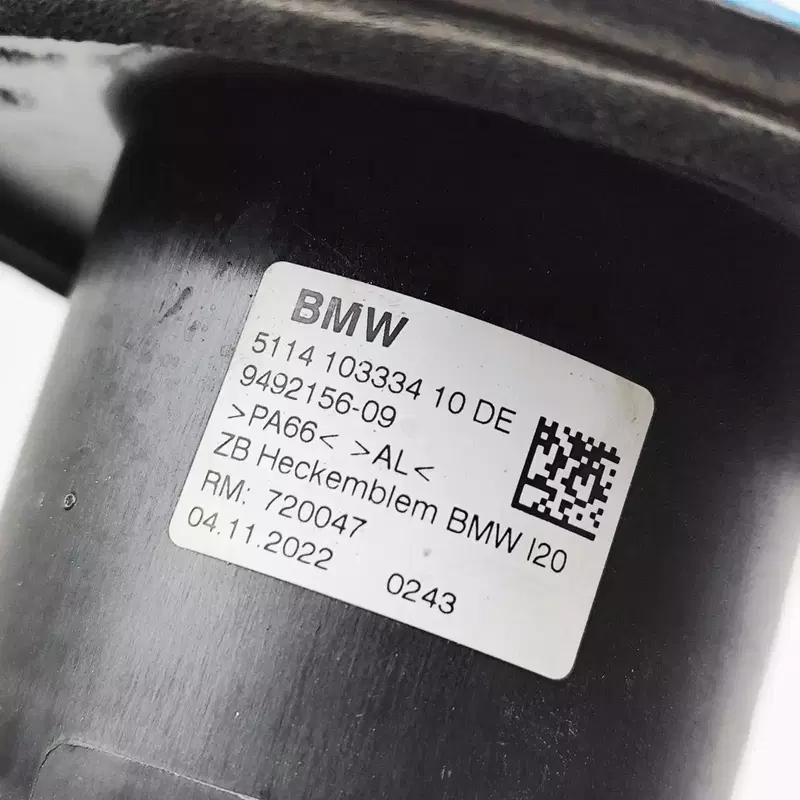 BMW
5114 103334 10 DE
9492156-09
>PA66< >AL<
ZB Heckemblem BMW I20
RM: 720047
04.11.2022 0243